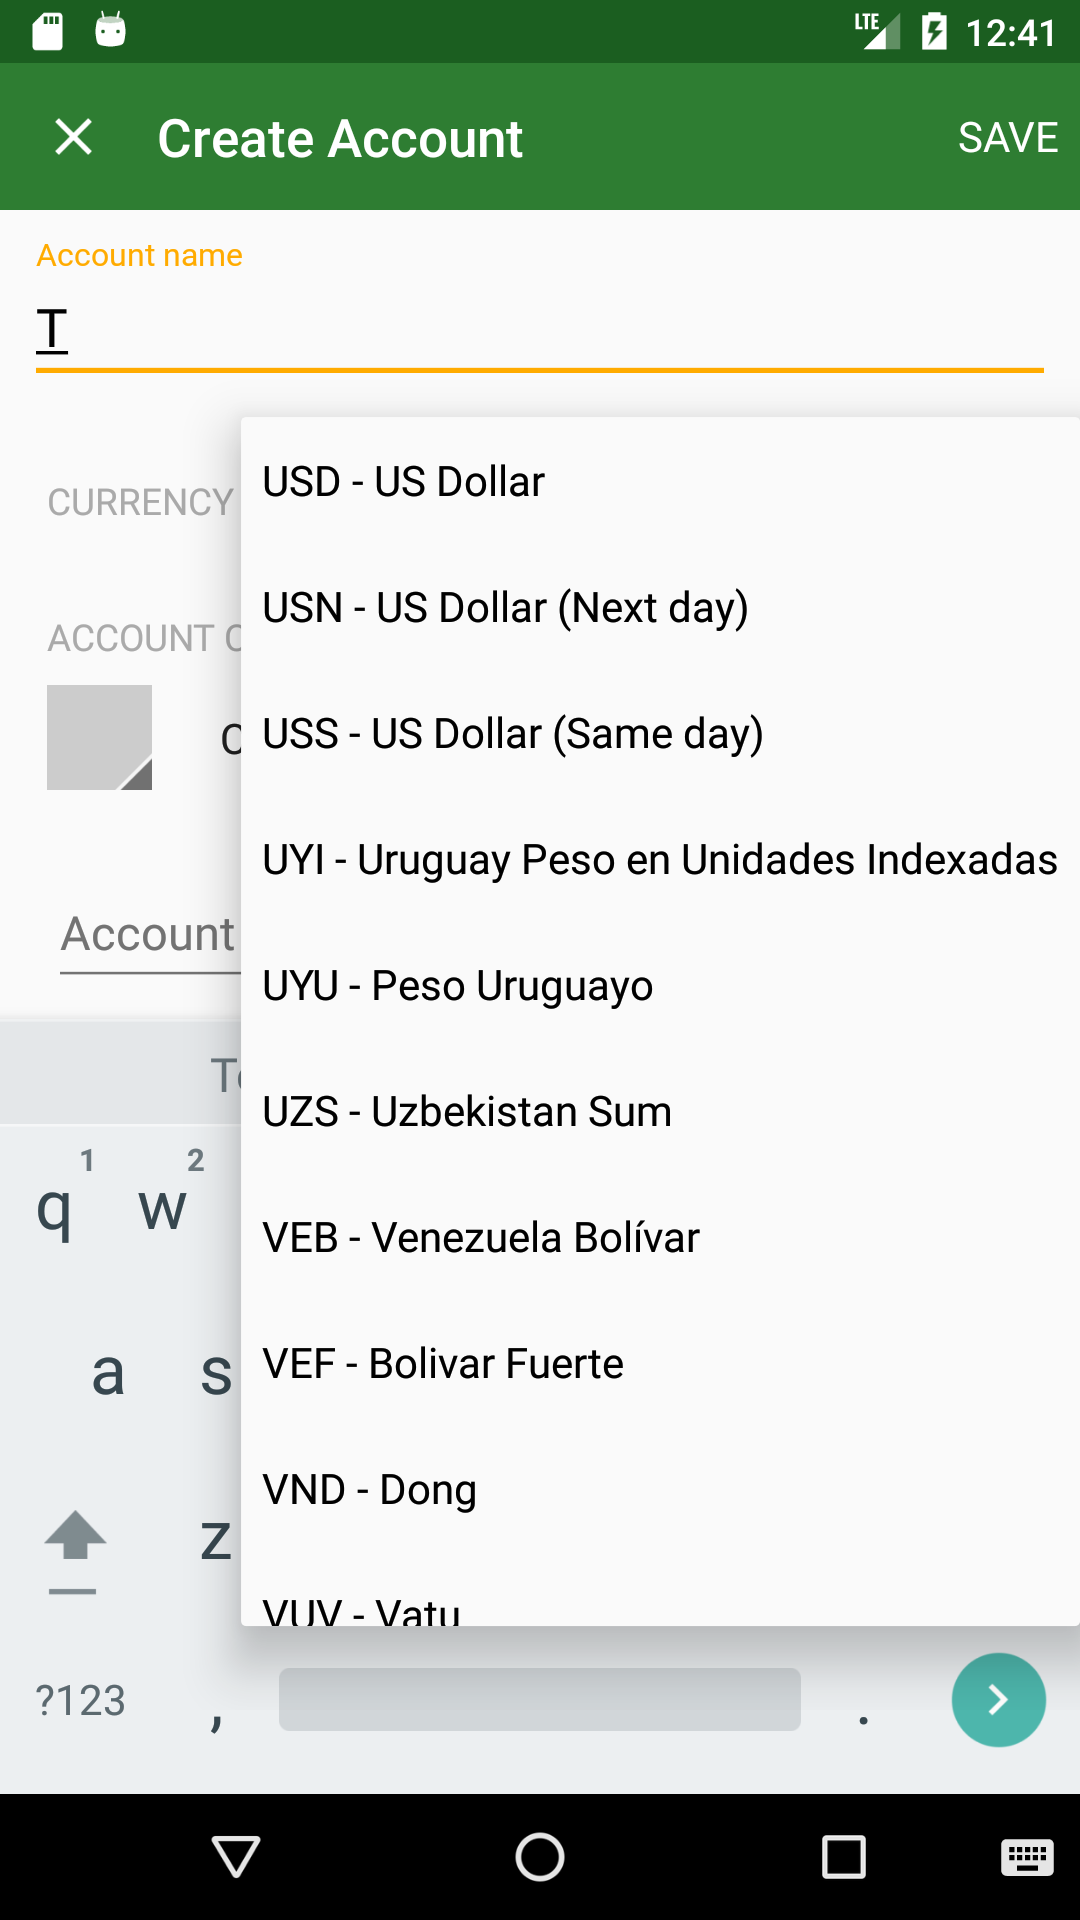 LTE 12:41
Create Account SAVE
Account name
T
USD - US Dollar
CURRENCY
USN - US Dollar (Next day)
ACCOUNT
USS - US Dollar (Same day)
UYI - Uruguay Peso en Unidades Indexadas
Account
UYU - Peso Uruguayo
UZS - Uzbekistan Sum
1 2
q w
VEB - Venezuela Bolívar
a s
VEF - Bolivar Fuerte
VND - Dong
z
VUV - Vatu
?123 , .